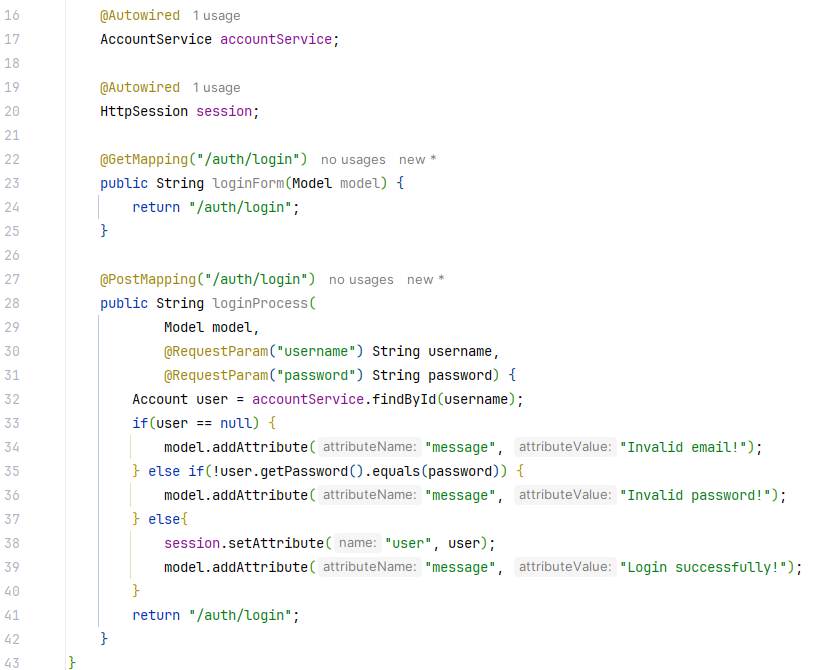 16 @Autowired 1 usage
17 AccountService accountService;
18
19 @Autowired 1 usage
20 HttpSession session;
21
22 @GetMapping("/auth/login") no usages new *
23 public String loginForm(Model model) {
24 return "/auth/login";
25 }
26
27 @PostMapping("/auth/login") no usages new *
28 public String loginProcess(
29 Model model,
30 @RequestParam("username") String username,
31 @RequestParam("password") String password) {
32 Account user = accountService.findById(username);
33 if(user == null) {
34 model.addAttribute( attributeName: "message", attributeValue: "Invalid email!");
35 } else if(!user.getPassword().equals(password)) {
36 model.addAttribute( attributeName: "message", attributeValue: "Invalid password!");
37 } else{
38 session.setAttribute( name: "user", user);
39 model.addAttribute( attributeName: "message", attributeValue: "Login successfully!");
40 }
41 return "/auth/login";
42 }
43 }